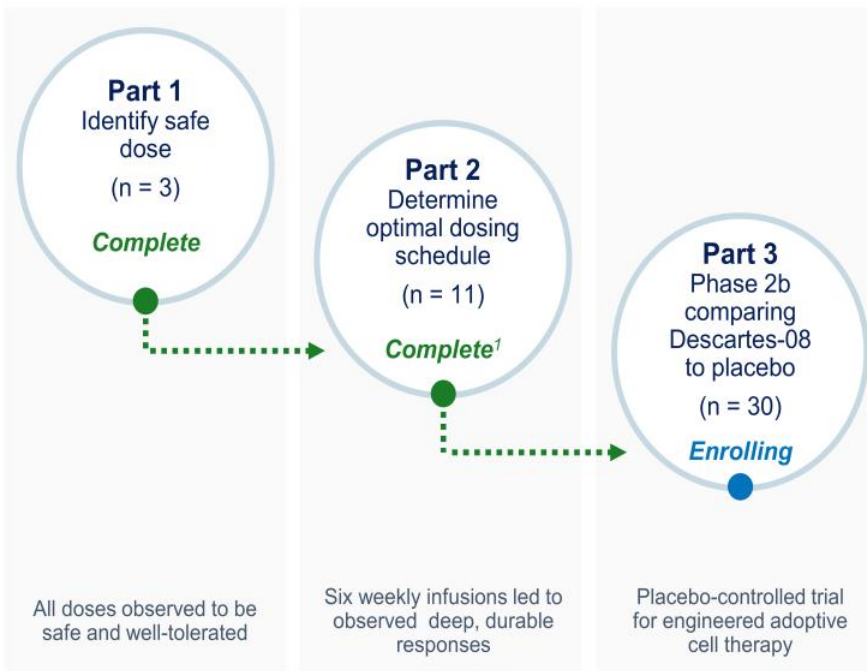 Part 1
Identify safe
dose
(n = 3)
Complete
All doses observed to be
safe and well-tolerated
Part 2
Determine
optimal dosing
schedule
(n = 11)
Complete¹
Six weekly infusions led to
observed deep, durable
responses
Part 3
Phase 2b
comparing
Descartes-08
to placebo
(n = 30)
Enrolling
Placebo-controlled trial
for engineered adoptive
cell therapy